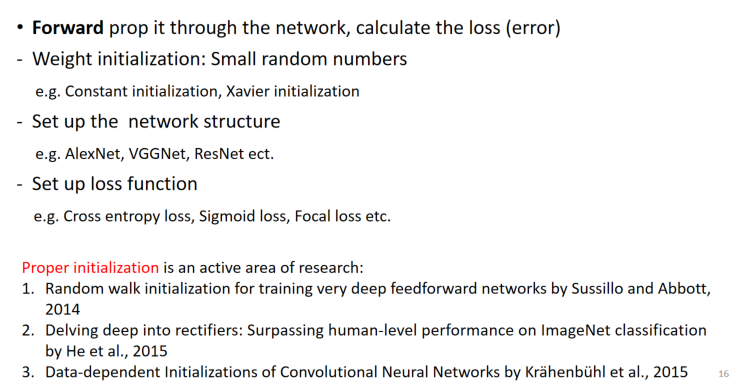 • Forward prop it through the network, calculate the loss (error)
- Weight initialization: Small random numbers
e.g. Constant initialization, Xavier initialization
- Set up the network structure
e.g. AlexNet, VGGNet, ResNet ect.
- Set up loss function
e.g. Cross entropy loss, Sigmoid loss, Focal loss etc.
Proper initialization is an active area of research:
1. Random walk initialization for training very deep feedforward networks by Sussillo and Abbott,
2014
2. Delving deep into rectifiers: Surpassing human-level performance on ImageNet classification
by He et al., 2015
3. Data-dependent Initializations of Convolutional Neural Networks by Krähenbühl et al., 2015
16